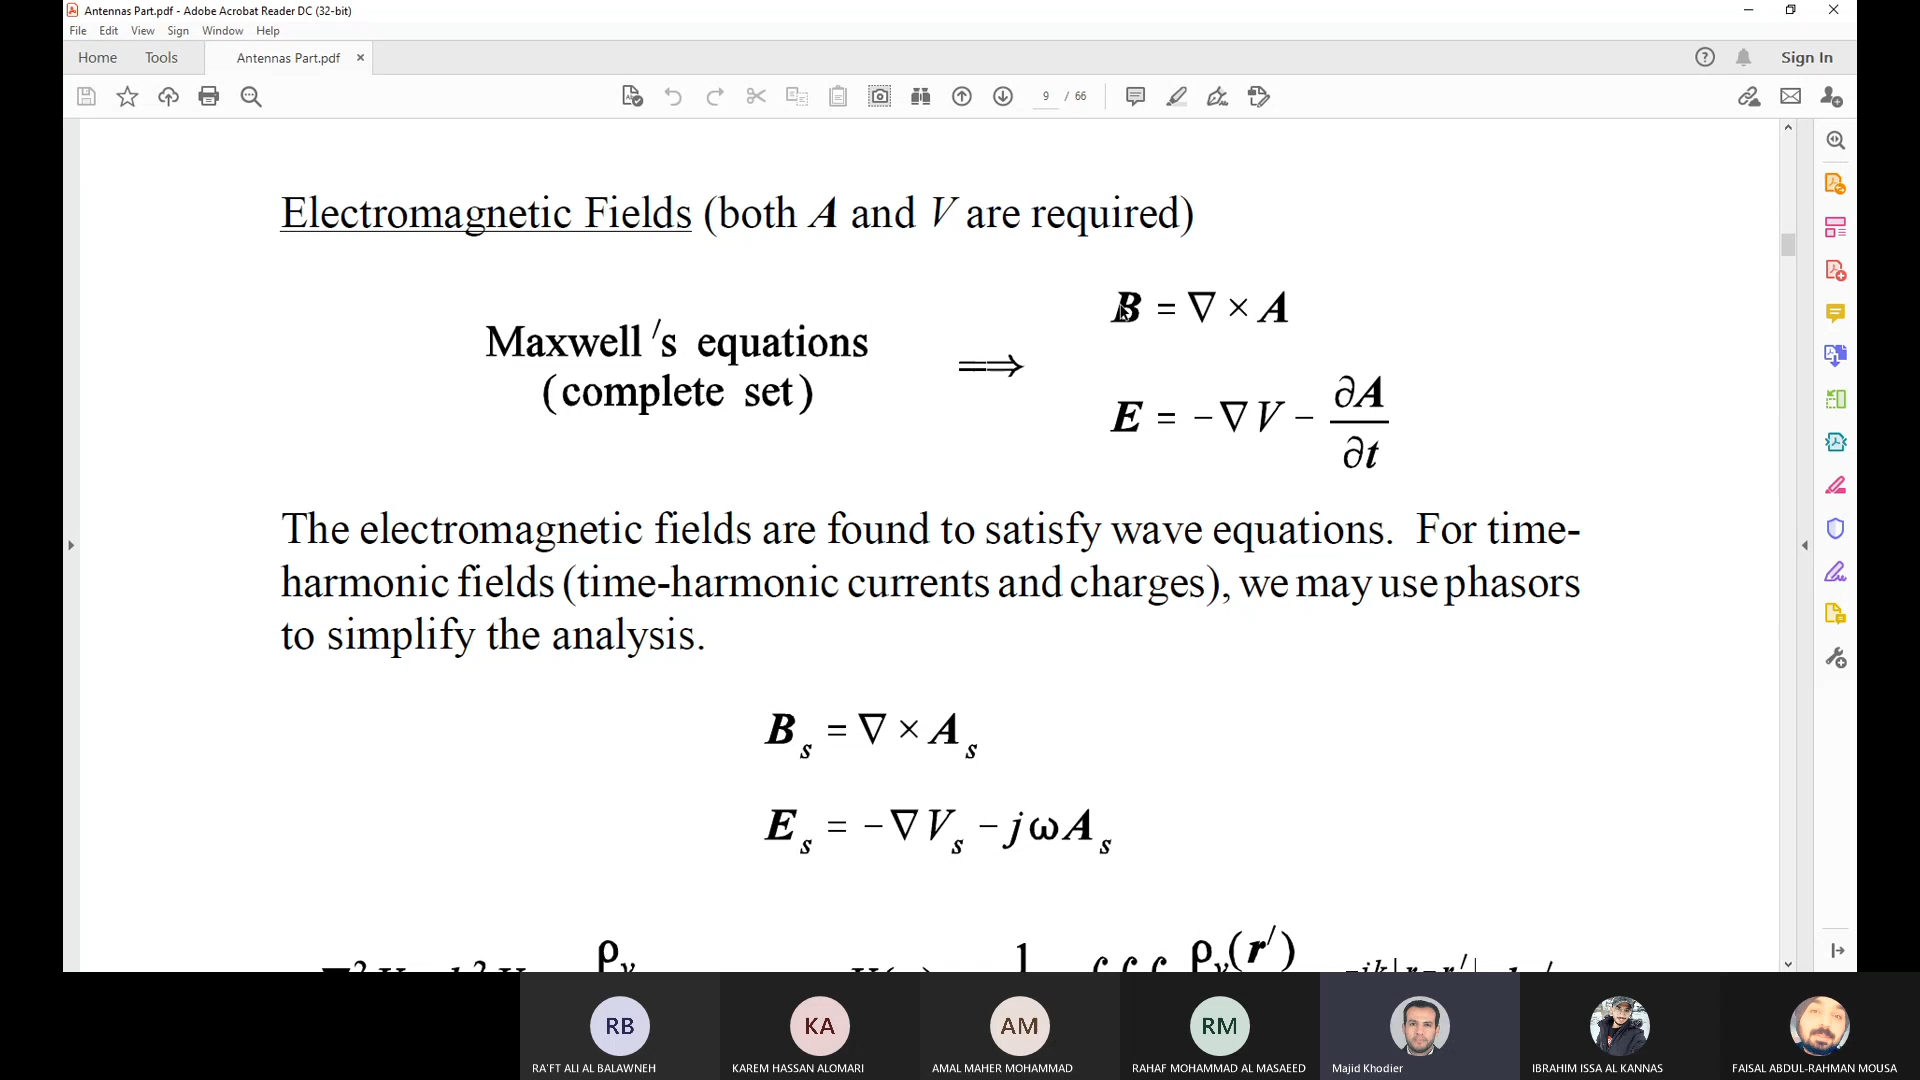 Antennas Part.pdf - Adobe Acrobat Reader DC (32-bit)
File Edit View Sign Window Help
Home Tools Antennas Part.pdf × Sign In
9 / 66
Electromagnetic Fields (both A and V are required)
B = ∇ × A
Maxwell's equations
(complete set)
⟹
E = −∇V − ∂A/∂t
The electromagnetic fields are found to satisfy wave equations. For time-
harmonic fields (time-harmonic currents and charges), we may use phasors
to simplify the analysis.
B_s = ∇ × A_s
E_s = −∇V_s − jωA_s
RB KA AM RM
RA'FT ALI AL BALAWNEH KAREM HASSAN ALOMARI AMAL MAHER MOHAMMAD RAHAF MOHAMMAD AL MASAEED Majid Khodier IBRAHIM ISSA AL KANNAS FAISAL ABDUL-RAHMAN MOUSA